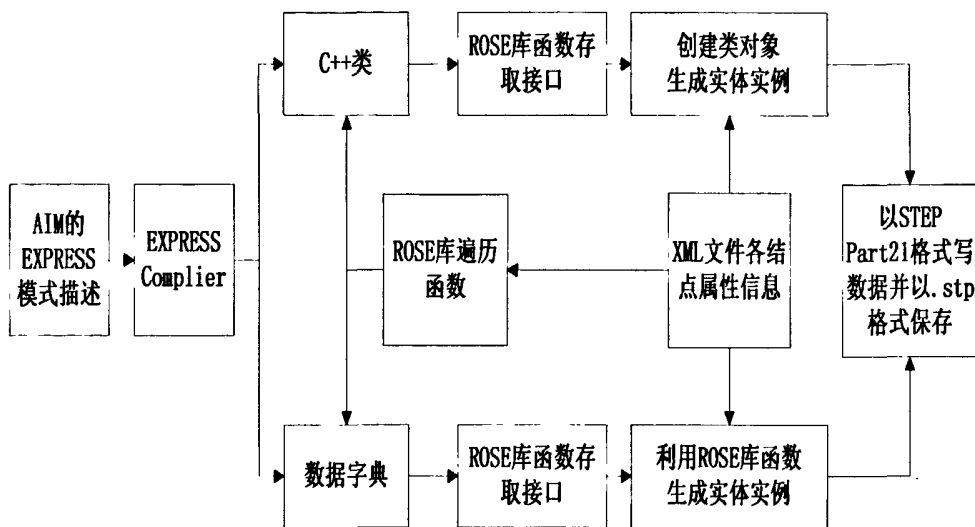 C++类
ROSE库函数存
取接口
创建类对象
生成实体实例
AIM的
EXPRESS
模式描述
EXPRESS
Complier
ROSE库遍历
函数
XML文件各结
点属性信息
以STEP
Part21格式写
数据并以.stp
格式保存
数据字典
ROSE库函数存
取接口
利用ROSE库函数
生成实体实例